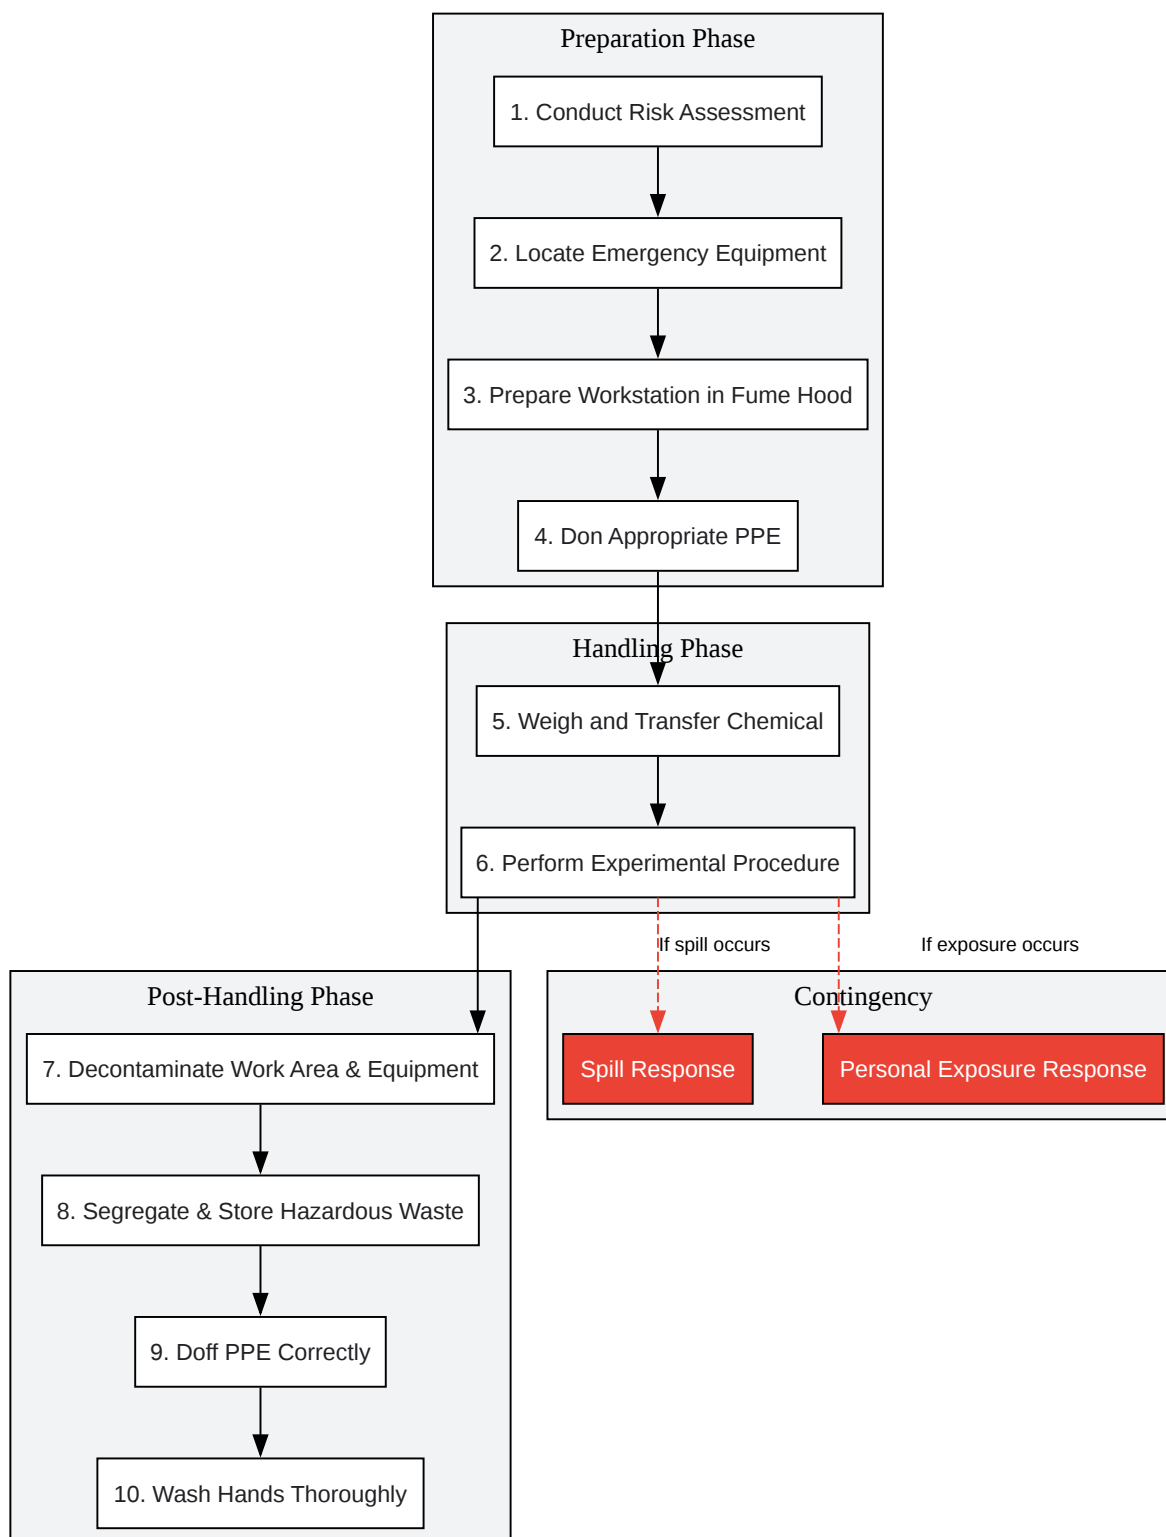 Preparation Phase
1. Conduct Risk Assessment
2. Locate Emergency Equipment
3. Prepare Workstation in Fume Hood
4. Don Appropriate PPE
Handling Phase
5. Weigh and Transfer Chemical
6. Perform Experimental Procedure
If spill occurs
If exposure occurs
Post-Handling Phase
7. Decontaminate Work Area & Equipment
8. Segregate & Store Hazardous Waste
9. Doff PPE Correctly
10. Wash Hands Thoroughly
Contingency
Spill Response
Personal Exposure Response